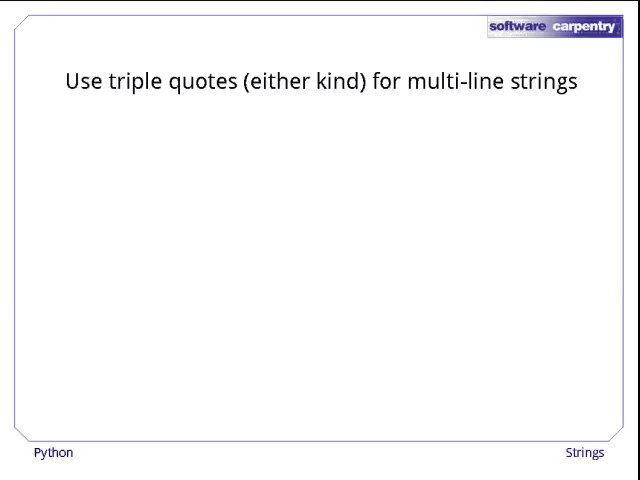 software carpentry
Use triple quotes (either kind) for multi-line strings
Python
Strings